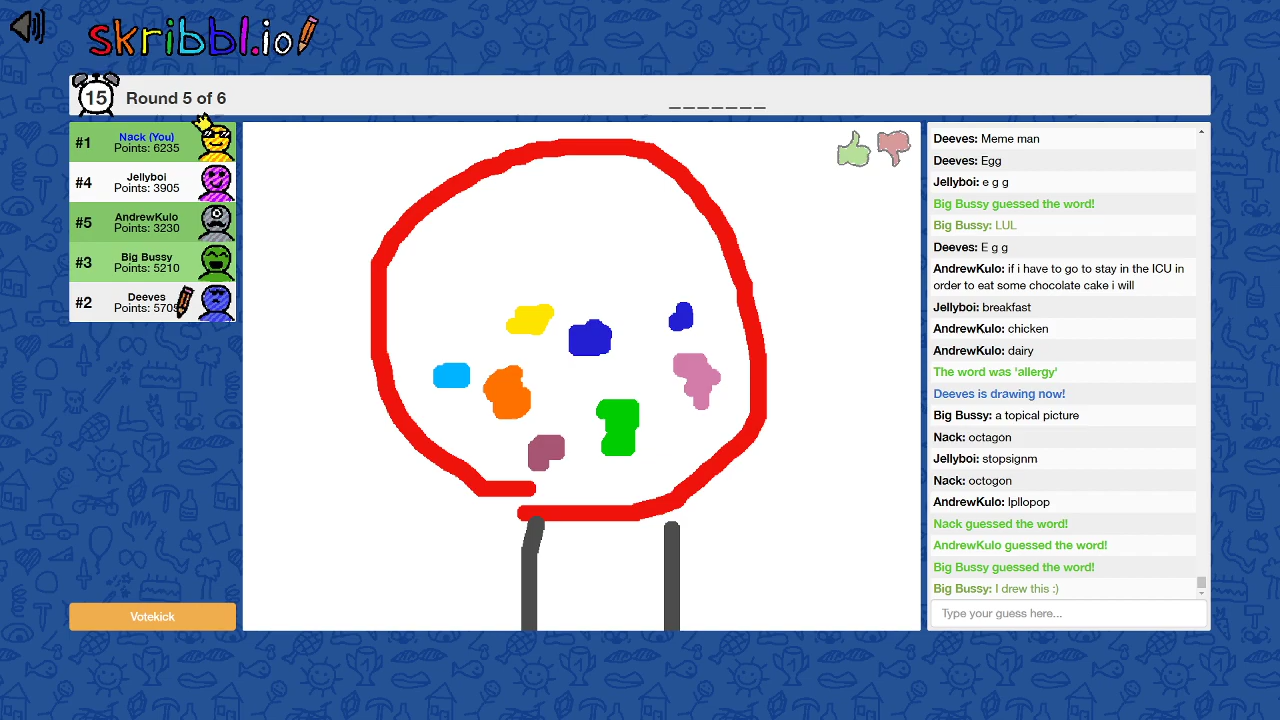 skribbl.io
15
Round 5 of 6
_ _ _ _ _ _ _
#1
Nack (You)
Points: 6235
#4
Jellyboi
Points: 3905
#5
AndrewKulo
Points: 3230
#3
Big Bussy
Points: 5210
#2
Deeves
Points: 5705
Votekick
Deeves: Meme man
Deeves: Egg
Jellyboi: e g g
Big Bussy guessed the word!
Big Bussy: LUL
Deeves: E g g
AndrewKulo: if i have to go to stay in the ICU in
order to eat some chocolate cake i will
Jellyboi: breakfast
AndrewKulo: chicken
AndrewKulo: dairy
The word was 'allergy'
Deeves is drawing now!
Big Bussy: a topical picture
Nack: octagon
Jellyboi: stopsignm
Nack: octogon
AndrewKulo: lpllopop
Nack guessed the word!
AndrewKulo guessed the word!
Big Bussy guessed the word!
Big Bussy: I drew this :)
Type your guess here...